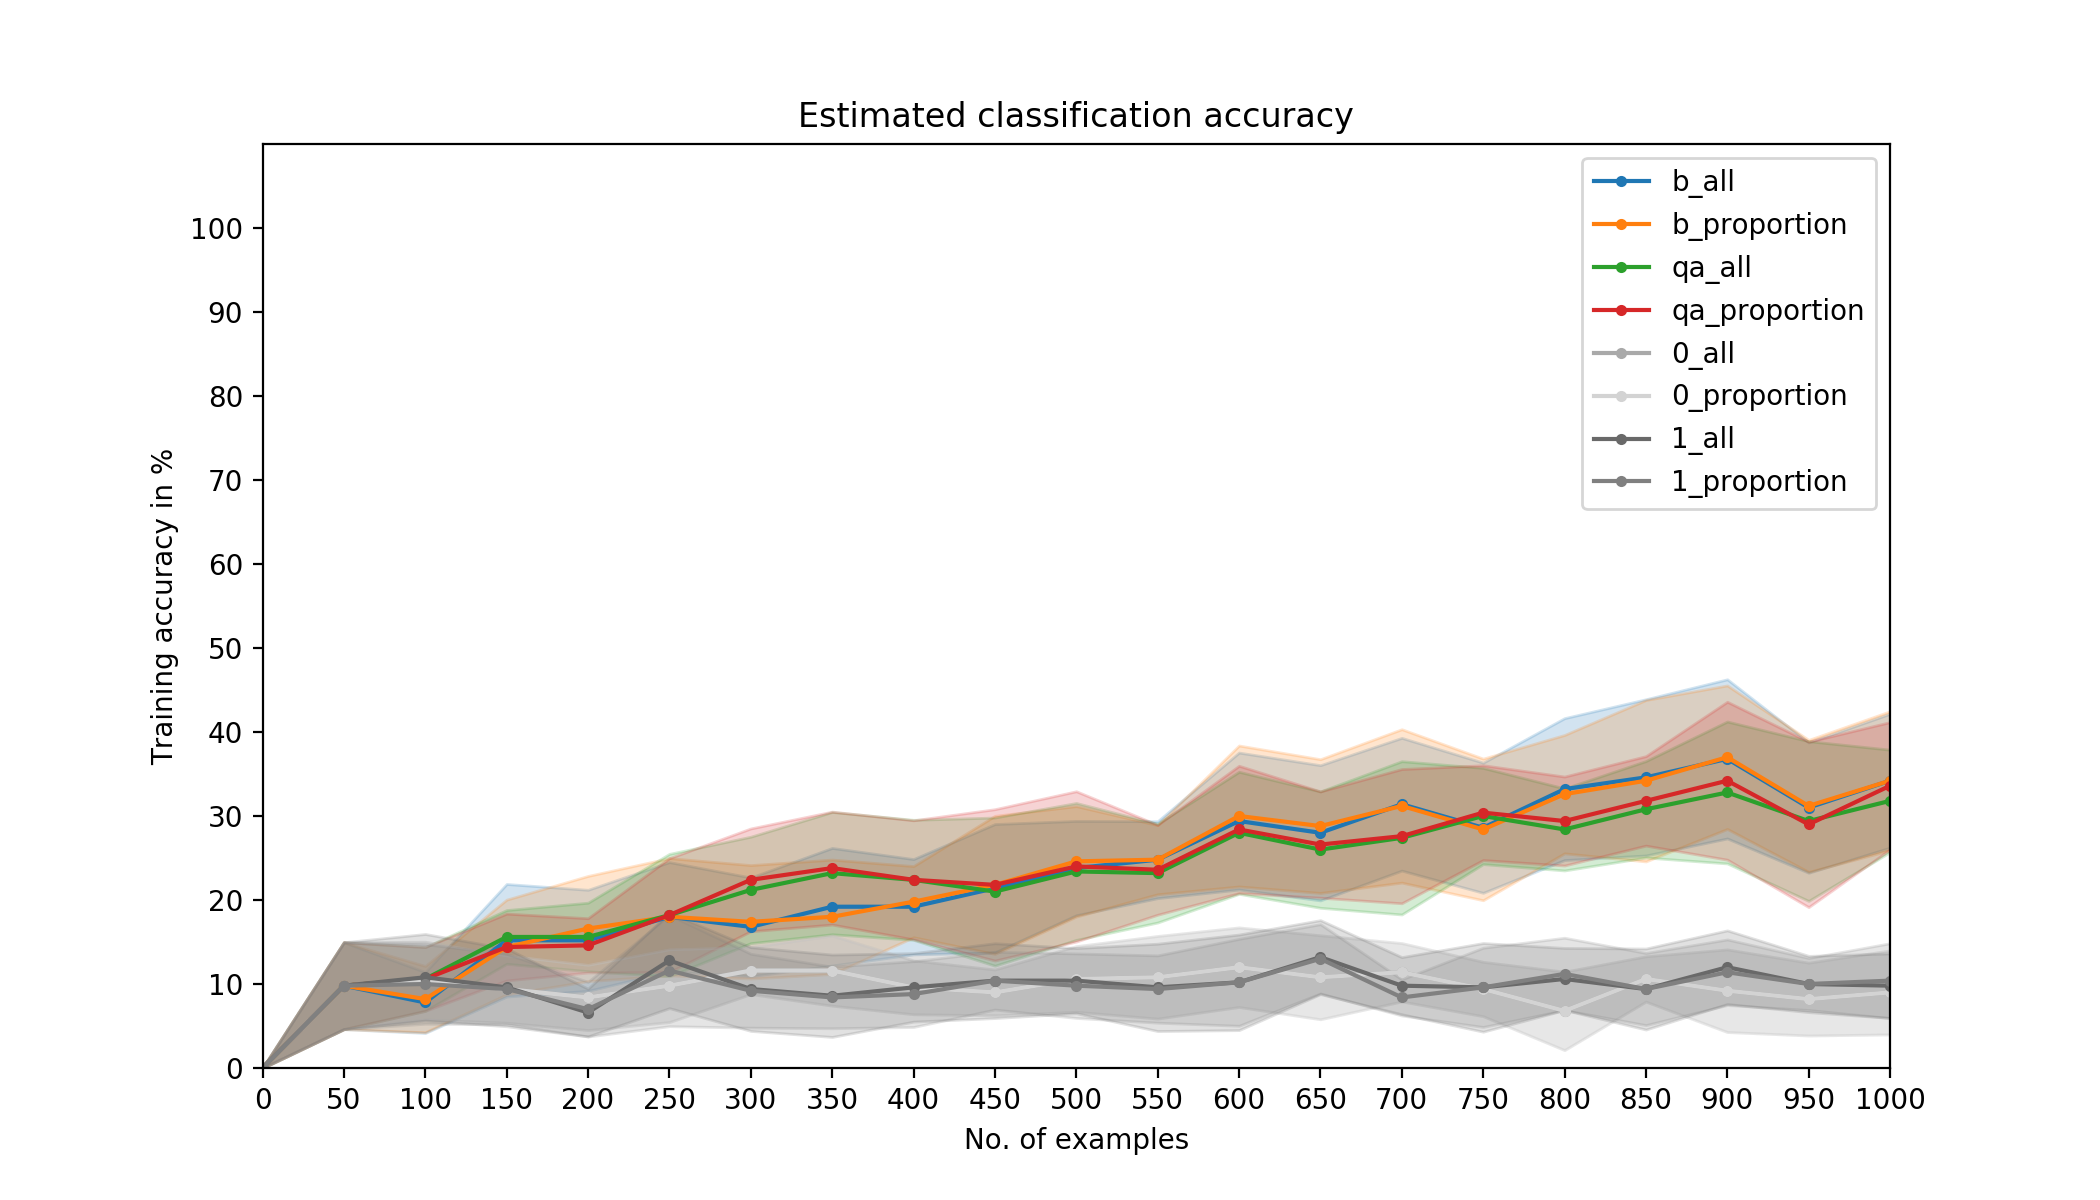 Estimated classification accuracy
b_all
b_proportion
qa_all
qa_proportion
0_all
0_proportion
1_all
1_proportion
Training accuracy in %
100
90
80
70
60
50
40
30
20
10
0
0 50 100 150 200 250 300 350 400 450 500 550 600 650 700 750 800 850 900 950 1000
No. of examples